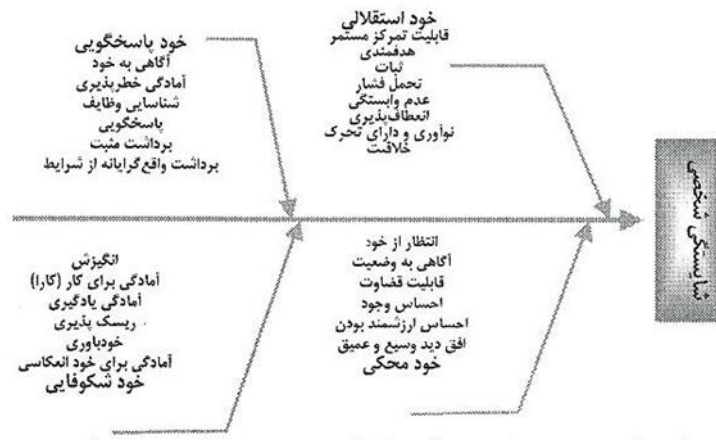 خود استقلالی
قابلیت تمرکز مستمر
هدفمندی
ثبات
تحمل فشار
عدم وابستگی
انعطاف‌پذیری
نوآوری و دارای تحرک
خلاقیت
خود پاسخگویی
آگاهی به خود
آمادگی خطرپذیری
شناسایی وظایف
پاسخگویی
برداشت مثبت
برداشت واقع‌گرایانه از شرایط
شایستگی شخصی
انتظار از خود
آگاهی به وضعیت
قابلیت قضاوت
احساس وجود
احساس ارزشمند بودن
افق دید وسیع و عمیق
خود محکی
انگیزش
آمادگی برای کار (کارا)
آمادگی یادگیری
ریسک پذیری
خودباوری
آمادگی برای خود انعکاسی
خود شکوفایی